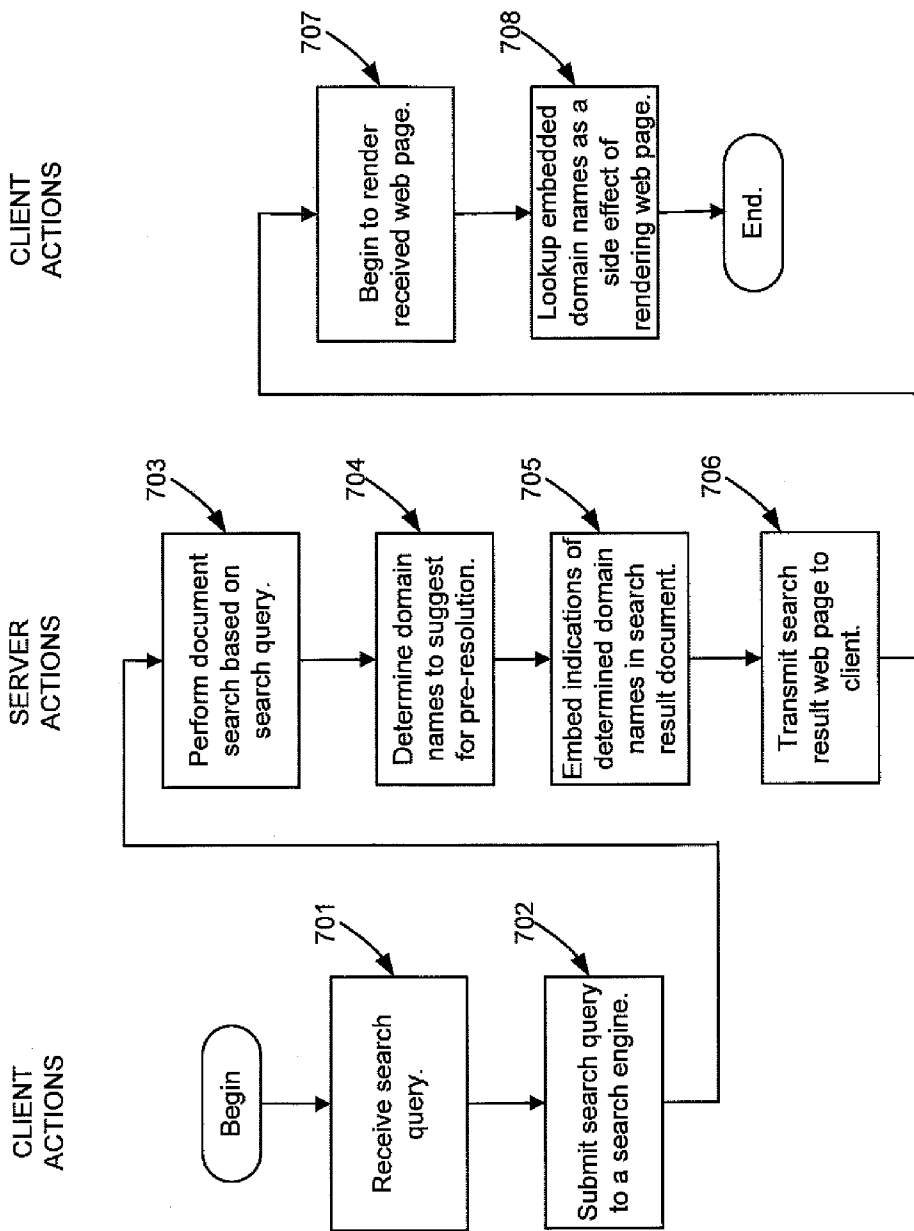 CLIENT
ACTIONS
Begin
701
Receive search
query.
702
Submit search query
to a search engine.
SERVER
ACTIONS
703
Perform document
search based on
search query.
704
Determine domain
names to suggest
for pre-resolution.
705
Embed indications of
determined domain
names in search
result document.
706
Transmit search
result web page to
client.
CLIENT
ACTIONS
707
Begin to render
received web page.
708
Lookup embedded
domain names as a
side effect of
rendering web page.
End.